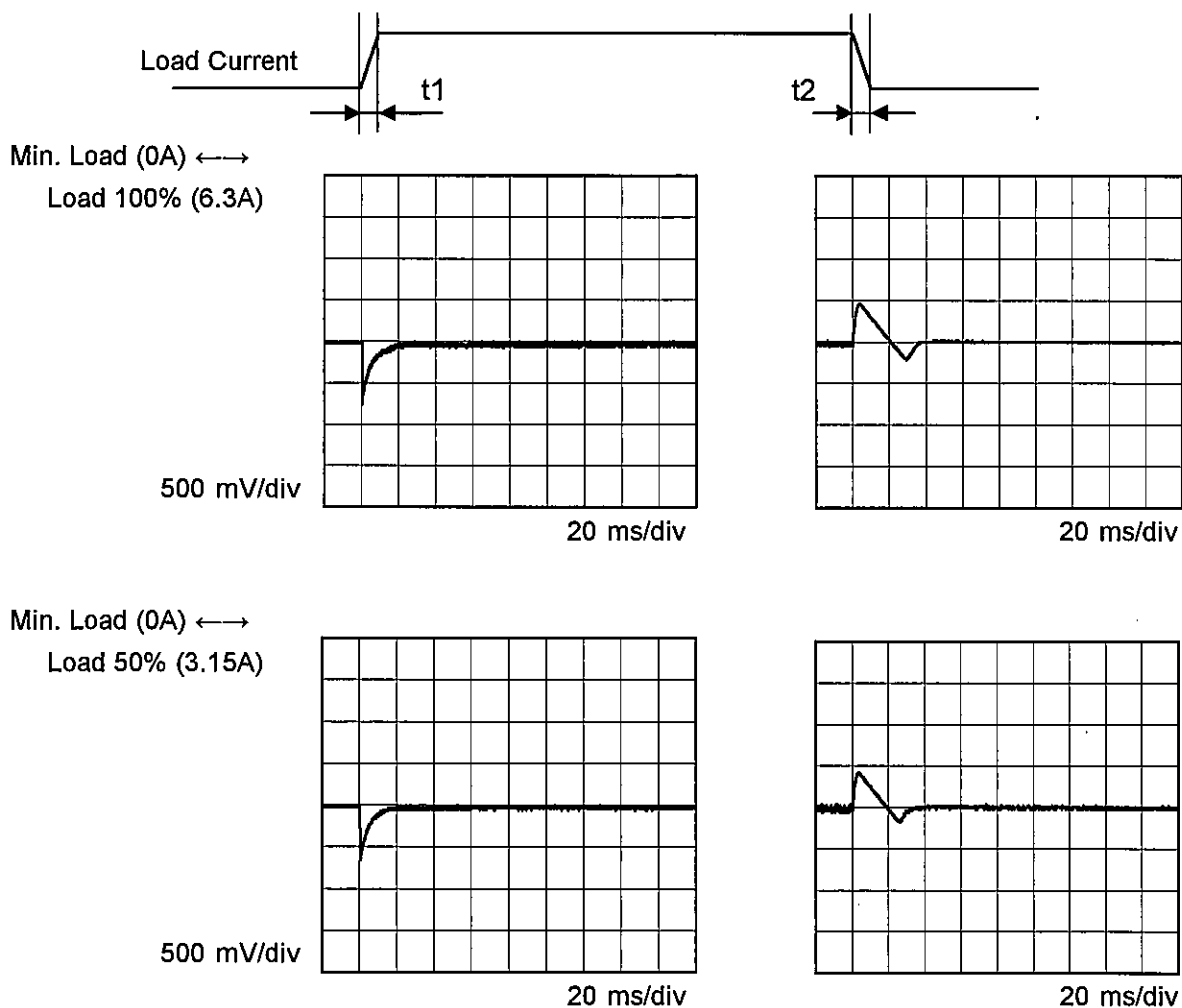 Load Current
t1
t2
Min. Load (0A) ←→
Load 100% (6.3A)
500 mV/div
20 ms/div
20 ms/div
Min. Load (0A) ←→
Load 50% (3.15A)
500 mV/div
20 ms/div
20 ms/div